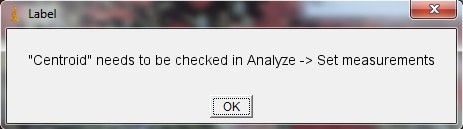 Label
"Centroid" needs to be checked in Analyze -> Set measurements
OK